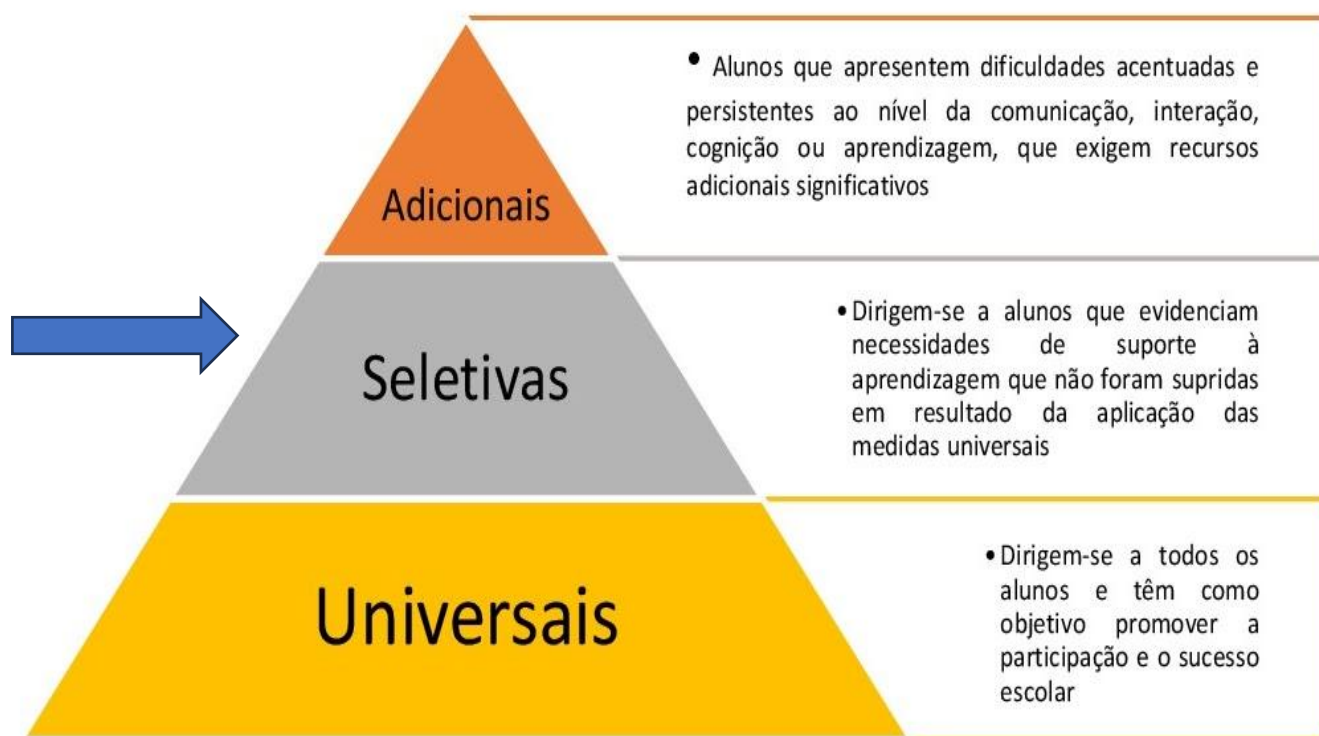 • Alunos que apresentem dificuldades acentuadas e
persistentes ao nível da comunicação, interação,
cognição ou aprendizagem, que exigem recursos
adicionais significativos
Adicionais
• Dirigem-se a alunos que evidenciam
necessidades de suporte à
aprendizagem que não foram supridas
em resultado da aplicação das
medidas universais
Seletivas
• Dirigem-se a todos os
alunos e têm como
objetivo promover a
participação e o sucesso
escolar
Universais